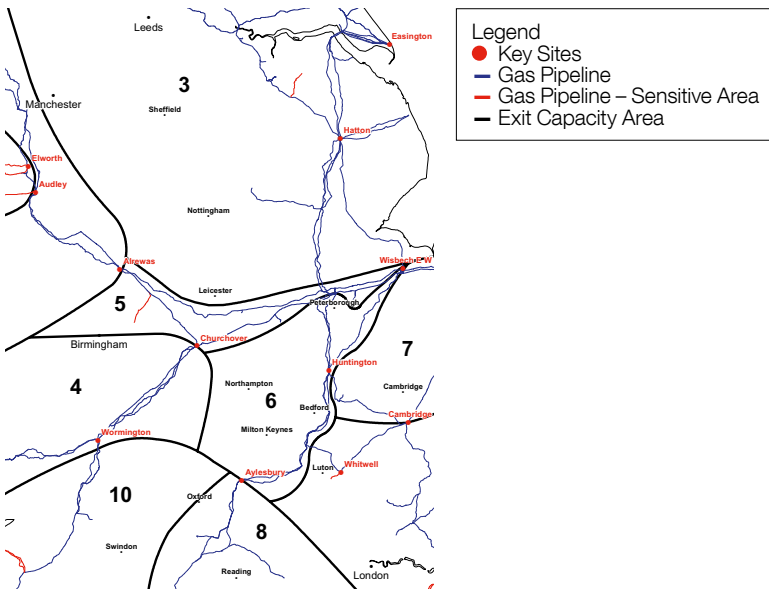 Leeds
Easington
Legend
Key Sites
Gas Pipeline
Gas Pipeline – Sensitive Area
Exit Capacity Area
3
Manchester
Sheffield
Hatton
Elworth
Audley
Nottingham
Alrewas
Wisbech E W
Leicester
5
Peterborough
Churchover
Birmingham
7
Huntington
4
Northampton
Cambridge
6
Bedford
Cambridge
Milton Keynes
Wormington
Luton
Whitwell
Aylesbury
10
Oxford
8
Swindon
Reading
London